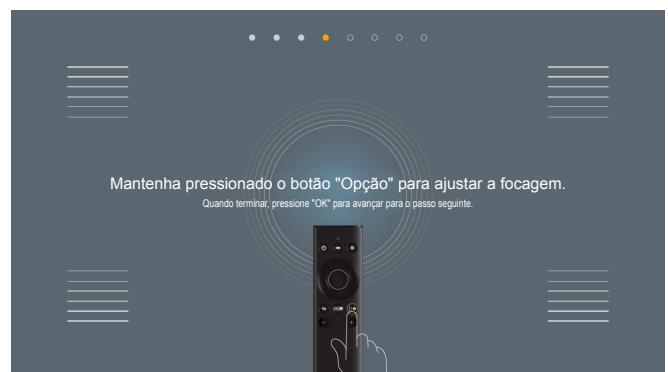 Mantenha pressionado o botão "Opção" para ajustar a focagem.
Quando terminar, pressione "OK" para avançar para o passo seguinte.